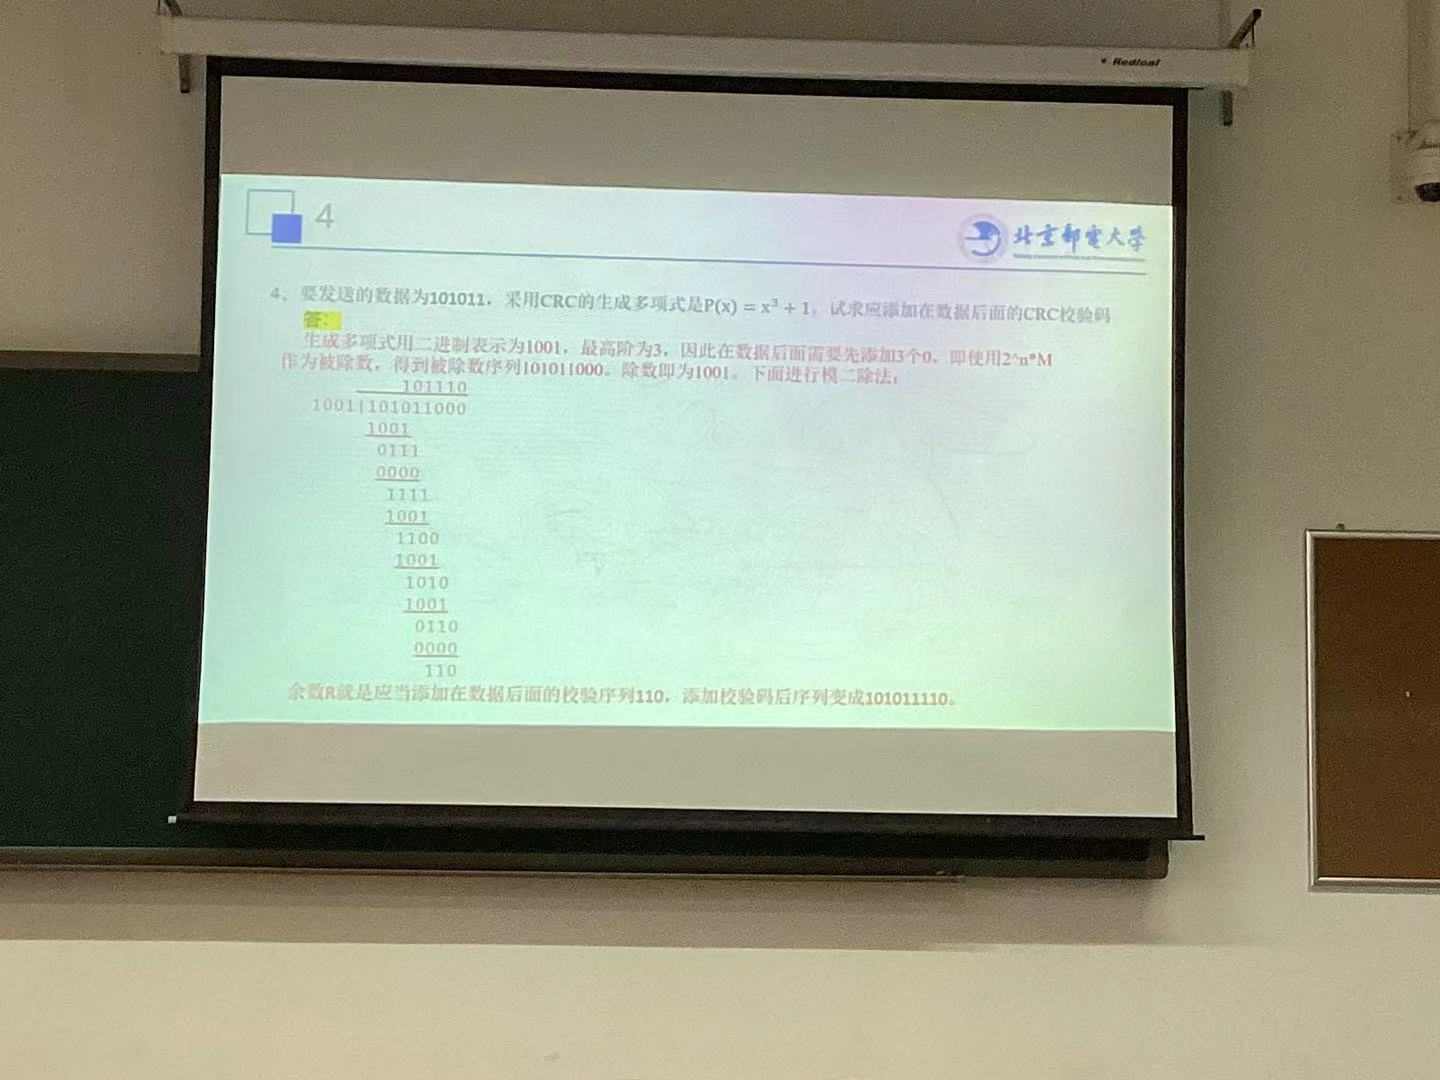 Redleaf
4
北京邮电大学
4、要发送的数据为101011，采用CRC的生成多项式是P(x) = x³ + 1。试求应添加在数据后面的CRC校验码
答：
生成多项式用二进制表示为1001，最高阶为3，因此在数据后面需要先添加3个0，即使用2^n*M
作为被除数，得到被除数序列101011000。除数即为1001。下面进行模二除法：
101110
1001|101011000
1001
0111
0000
1111
1001
1100
1001
1010
1001
0110
0000
110
余数R就是应当添加在数据后面的校验序列110，添加校验码后序列变成101011110。